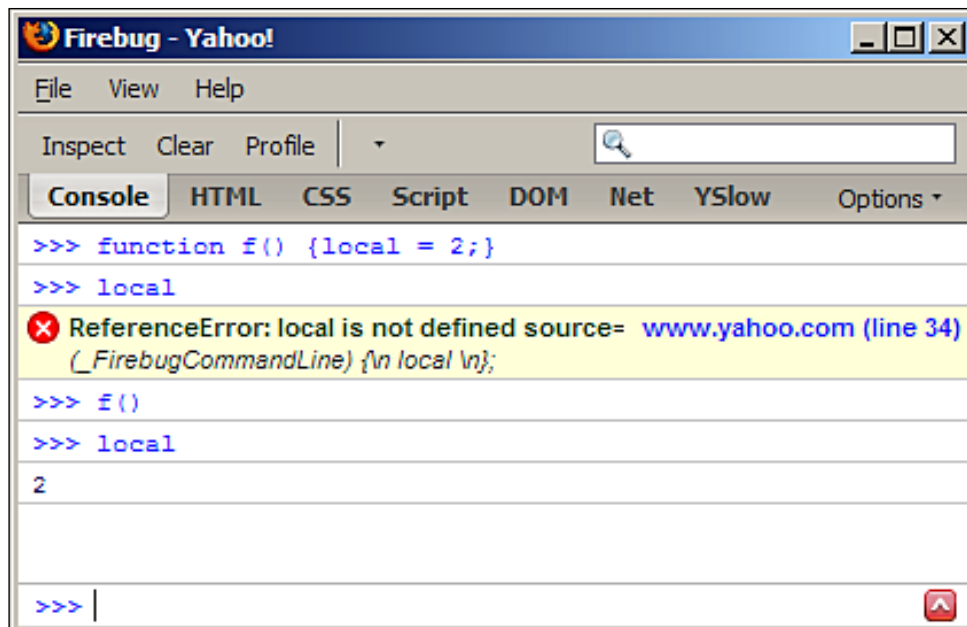 Firebug - Yahoo!
File View Help
Inspect Clear Profile
Console HTML CSS Script DOM Net YSlow Options
>>> function f() {local = 2;}
>>> local
ReferenceError: local is not defined source= www.yahoo.com (line 34)
(_FirebugCommandLine) {\n local \n};
>>> f()
>>> local
2
>>>